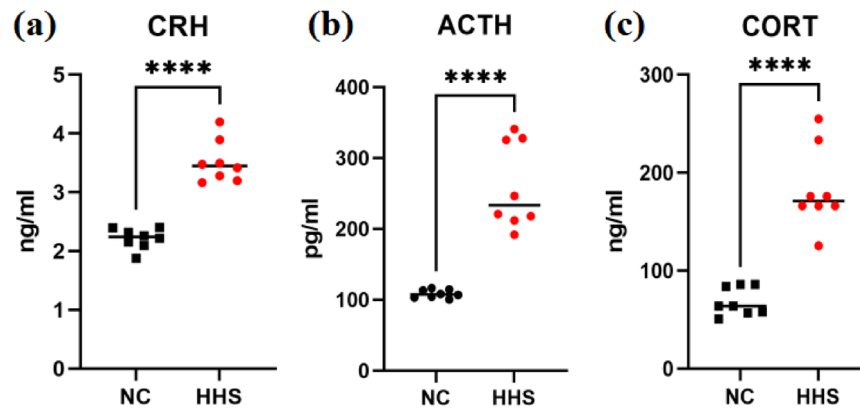 (a) CRH
****
5
4
3
2
1
0
ng/ml
NC HHS
(b) ACTH
****
400
300
200
100
0
pg/ml
NC HHS
(c) CORT
****
300
200
100
0
ng/ml
NC HHS